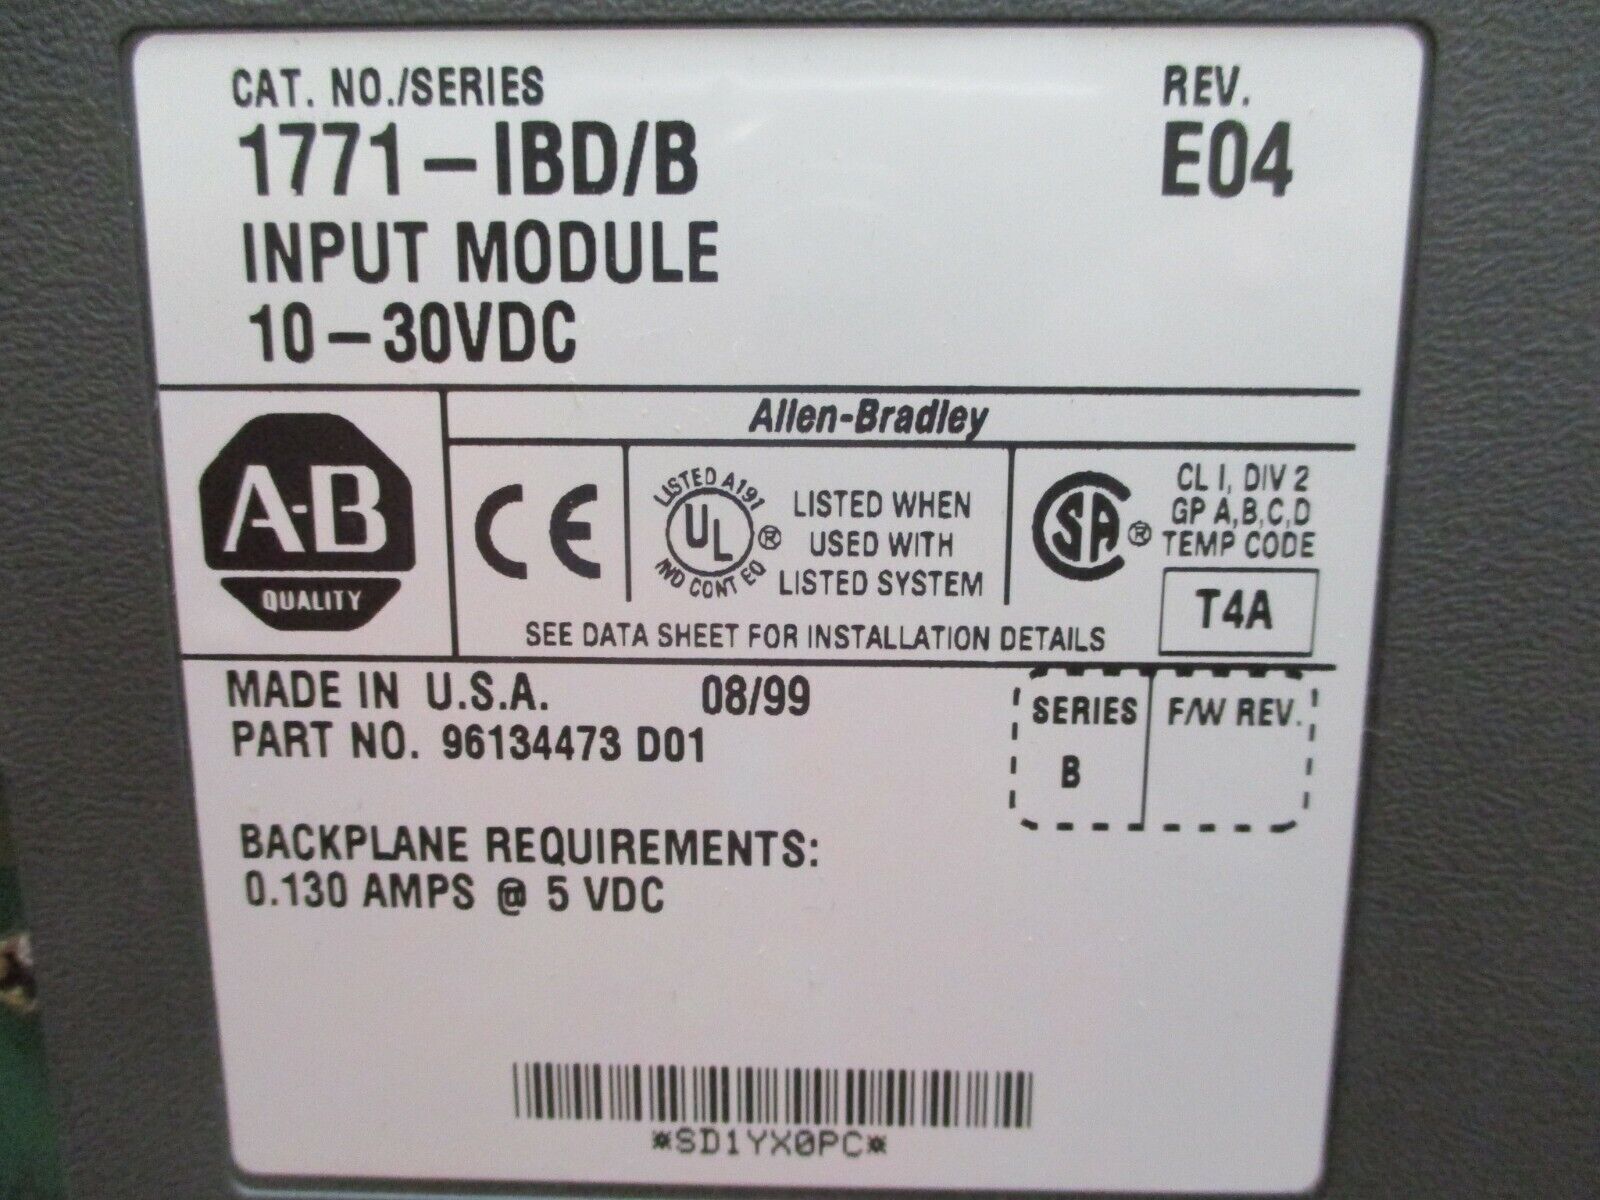 CAT. NO./SERIES
REV.
1771-IBD/B
E04
INPUT MODULE
10-30VDC
Allen-Bradley
A-B
QUALITY
CE
LISTED A191
UL ®
IND CONT EQ
LISTED WHEN
USED WITH
LISTED SYSTEM
SA ®
CL I, DIV 2
GP A,B,C,D
TEMP CODE
T4A
SEE DATA SHEET FOR INSTALLATION DETAILS
MADE IN U.S.A. 08/99
PART NO. 96134473 D01
SERIES F/W REV.
B
BACKPLANE REQUIREMENTS:
0.130 AMPS @ 5 VDC
*SD1YX0PC*